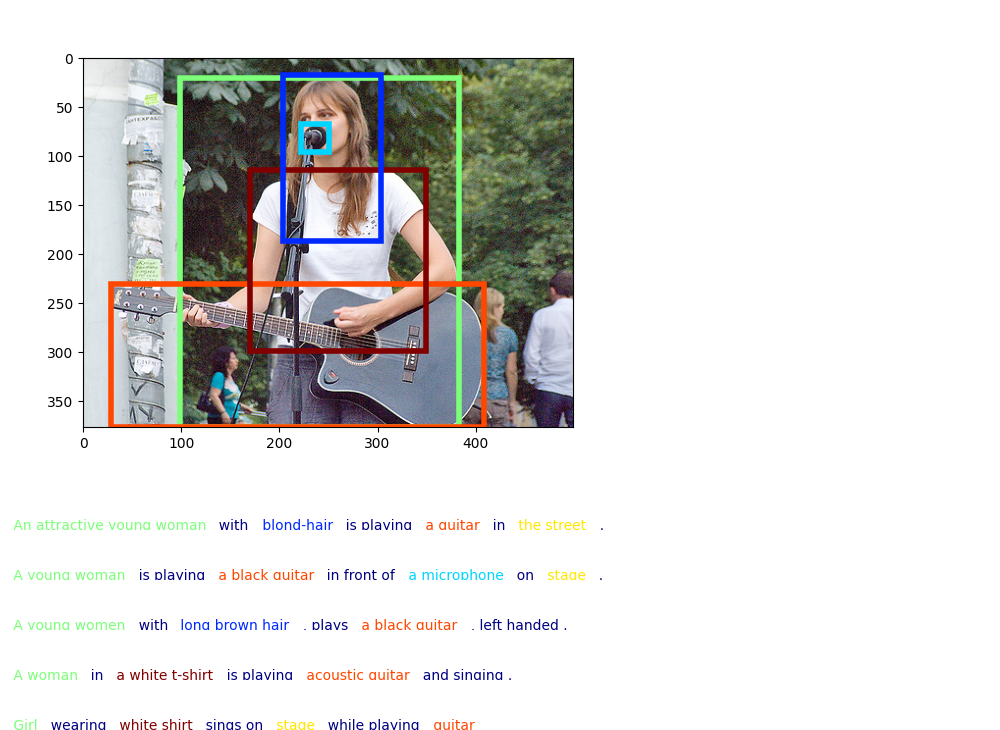 0
50
100
150
200
250
300
350
0 100 200 300 400
An attractive young woman with blond-hair is playing a guitar in the street .
A young woman is playing a black guitar in front of a microphone on stage .
A young women with long brown hair , plays a black guitar , left handed .
A woman in a white t-shirt is playing acoustic guitar and singing .
Girl wearing white shirt sings on stage while playing guitar